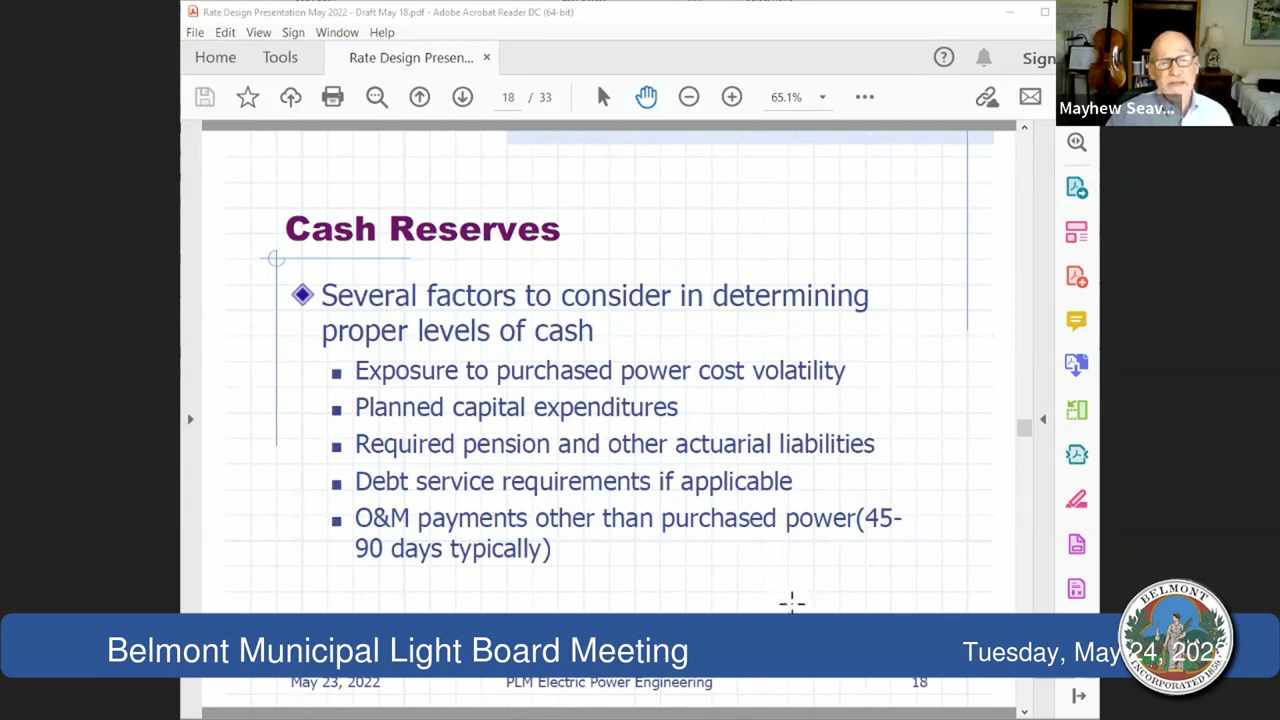 Rate Design Presentation May 2022 - Draft May 18.pdf - Adobe Acrobat Reader DC (64-bit)
File Edit View Sign Window Help
Home Tools Rate Design Presen... ×
Sign
18 / 33
65.1%
Mayhew Seav...
Cash Reserves
Several factors to consider in determining
proper levels of cash
Exposure to purchased power cost volatility
Planned capital expenditures
Required pension and other actuarial liabilities
Debt service requirements if applicable
O&M payments other than purchased power(45-
90 days typically)
Belmont Municipal Light Board Meeting
Tuesday, May 24, 2022
BELMONT
INCORPORATED 1859
May 23, 2022 PLM Electric Power Engineering 18